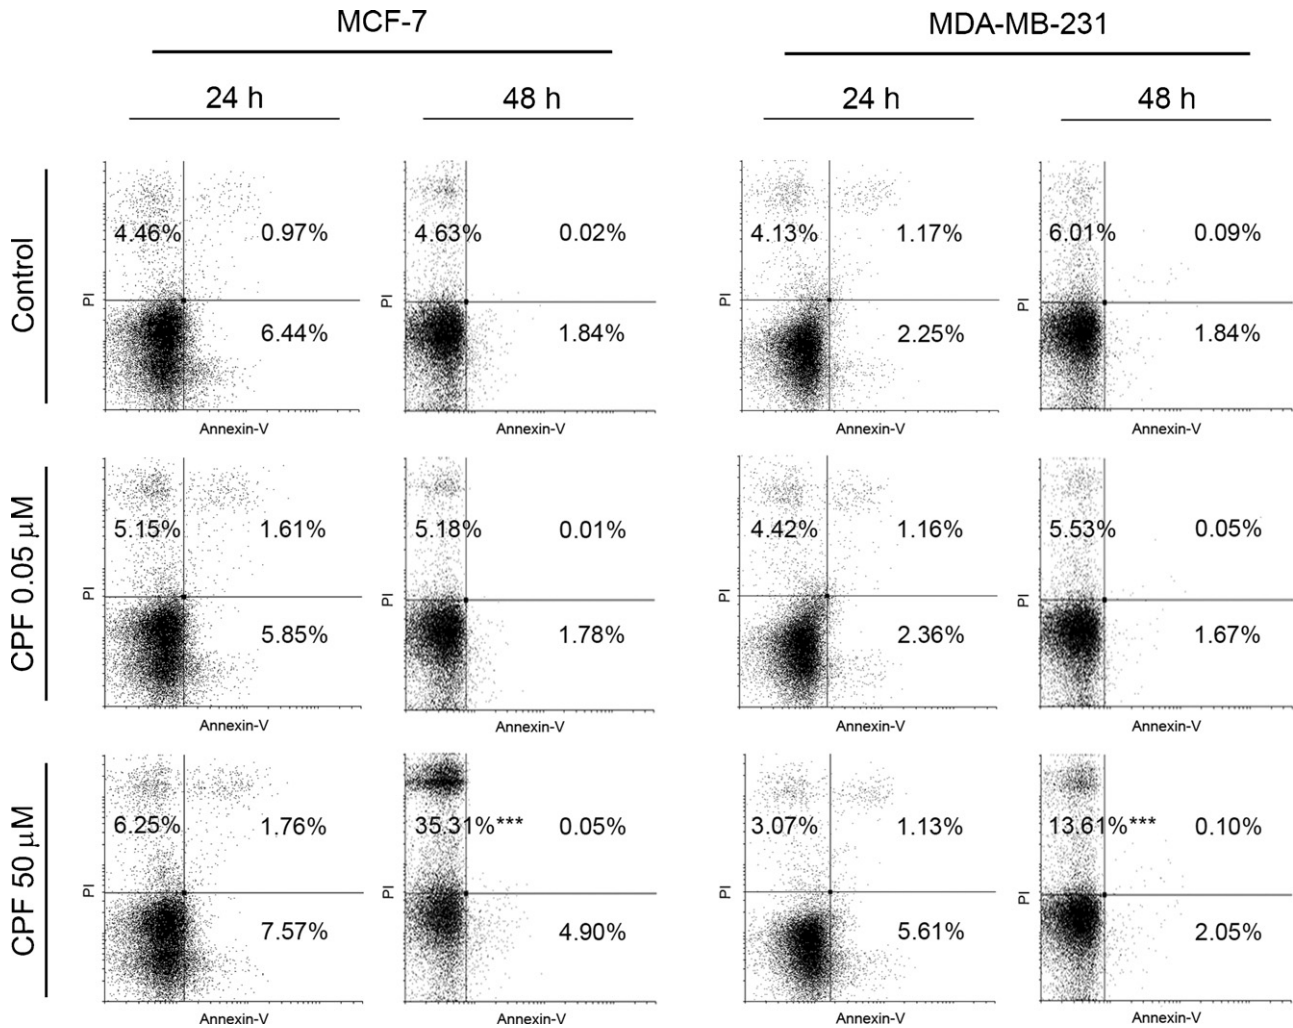 MCF-7 MDA-MB-231
24 h 48 h 24 h 48 h
Control
PI 4.46% 0.97% 6.44% Annexin-V
PI 4.63% 0.02% 1.84% Annexin-V
PI 4.13% 1.17% 2.25% Annexin-V
PI 6.01% 0.09% 1.84% Annexin-V
CPF 0.05 µM
PI 5.15% 1.61% 5.85% Annexin-V
PI 5.18% 0.01% 1.78% Annexin-V
PI 4.42% 1.16% 2.36% Annexin-V
PI 5.53% 0.05% 1.67% Annexin-V
CPF 50 µM
PI 6.25% 1.76% 7.57% Annexin-V
PI 35.31%*** 0.05% 4.90% Annexin-V
PI 3.07% 1.13% 5.61% Annexin-V
PI 13.61%*** 0.10% 2.05% Annexin-V